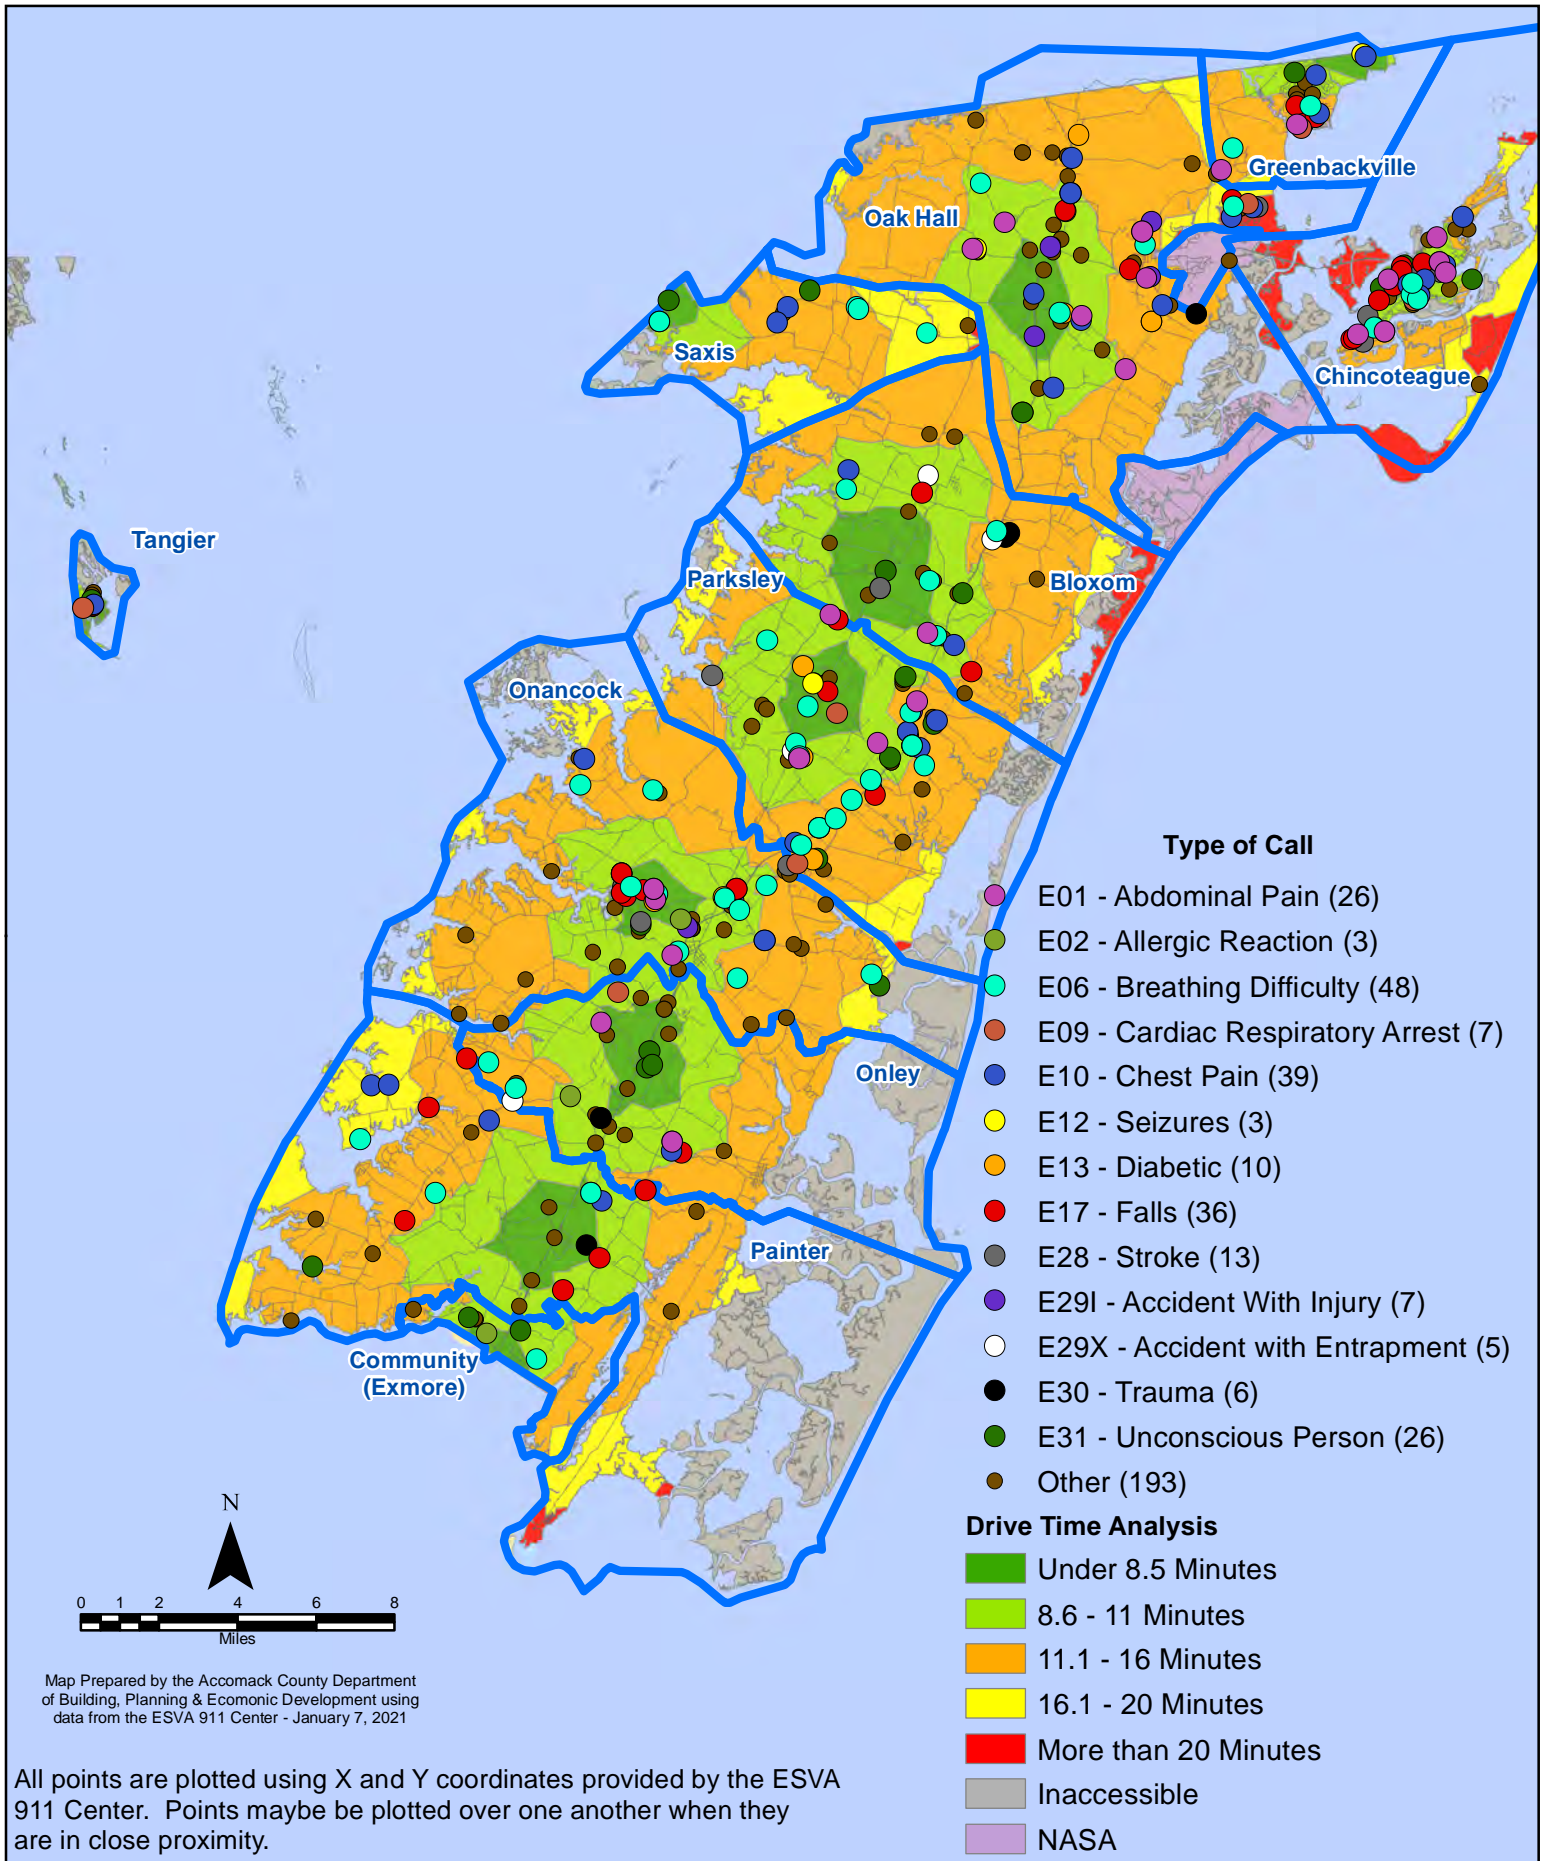 Greenbackville
Oak Hall
Saxis
Chincoteague
Tangier
Parksley
Bloxom
Onancock
Onley
Painter
Community
(Exmore)
Type of Call
E01 - Abdominal Pain (26)
E02 - Allergic Reaction (3)
E06 - Breathing Difficulty (48)
E09 - Cardiac Respiratory Arrest (7)
E10 - Chest Pain (39)
E12 - Seizures (3)
E13 - Diabetic (10)
E17 - Falls (36)
E28 - Stroke (13)
E29I - Accident With Injury (7)
E29X - Accident with Entrapment (5)
E30 - Trauma (6)
E31 - Unconscious Person (26)
Other (193)
Drive Time Analysis
Under 8.5 Minutes
8.6 - 11 Minutes
11.1 - 16 Minutes
16.1 - 20 Minutes
More than 20 Minutes
Inaccessible
NASA
N
0 1 2 4 6 8
Miles
Map Prepared by the Accomack County Department
of Building, Planning & Ecomonic Development using
data from the ESVA 911 Center - January 7, 2021
All points are plotted using X and Y coordinates provided by the ESVA
911 Center. Points maybe be plotted over one another when they
are in close proximity.